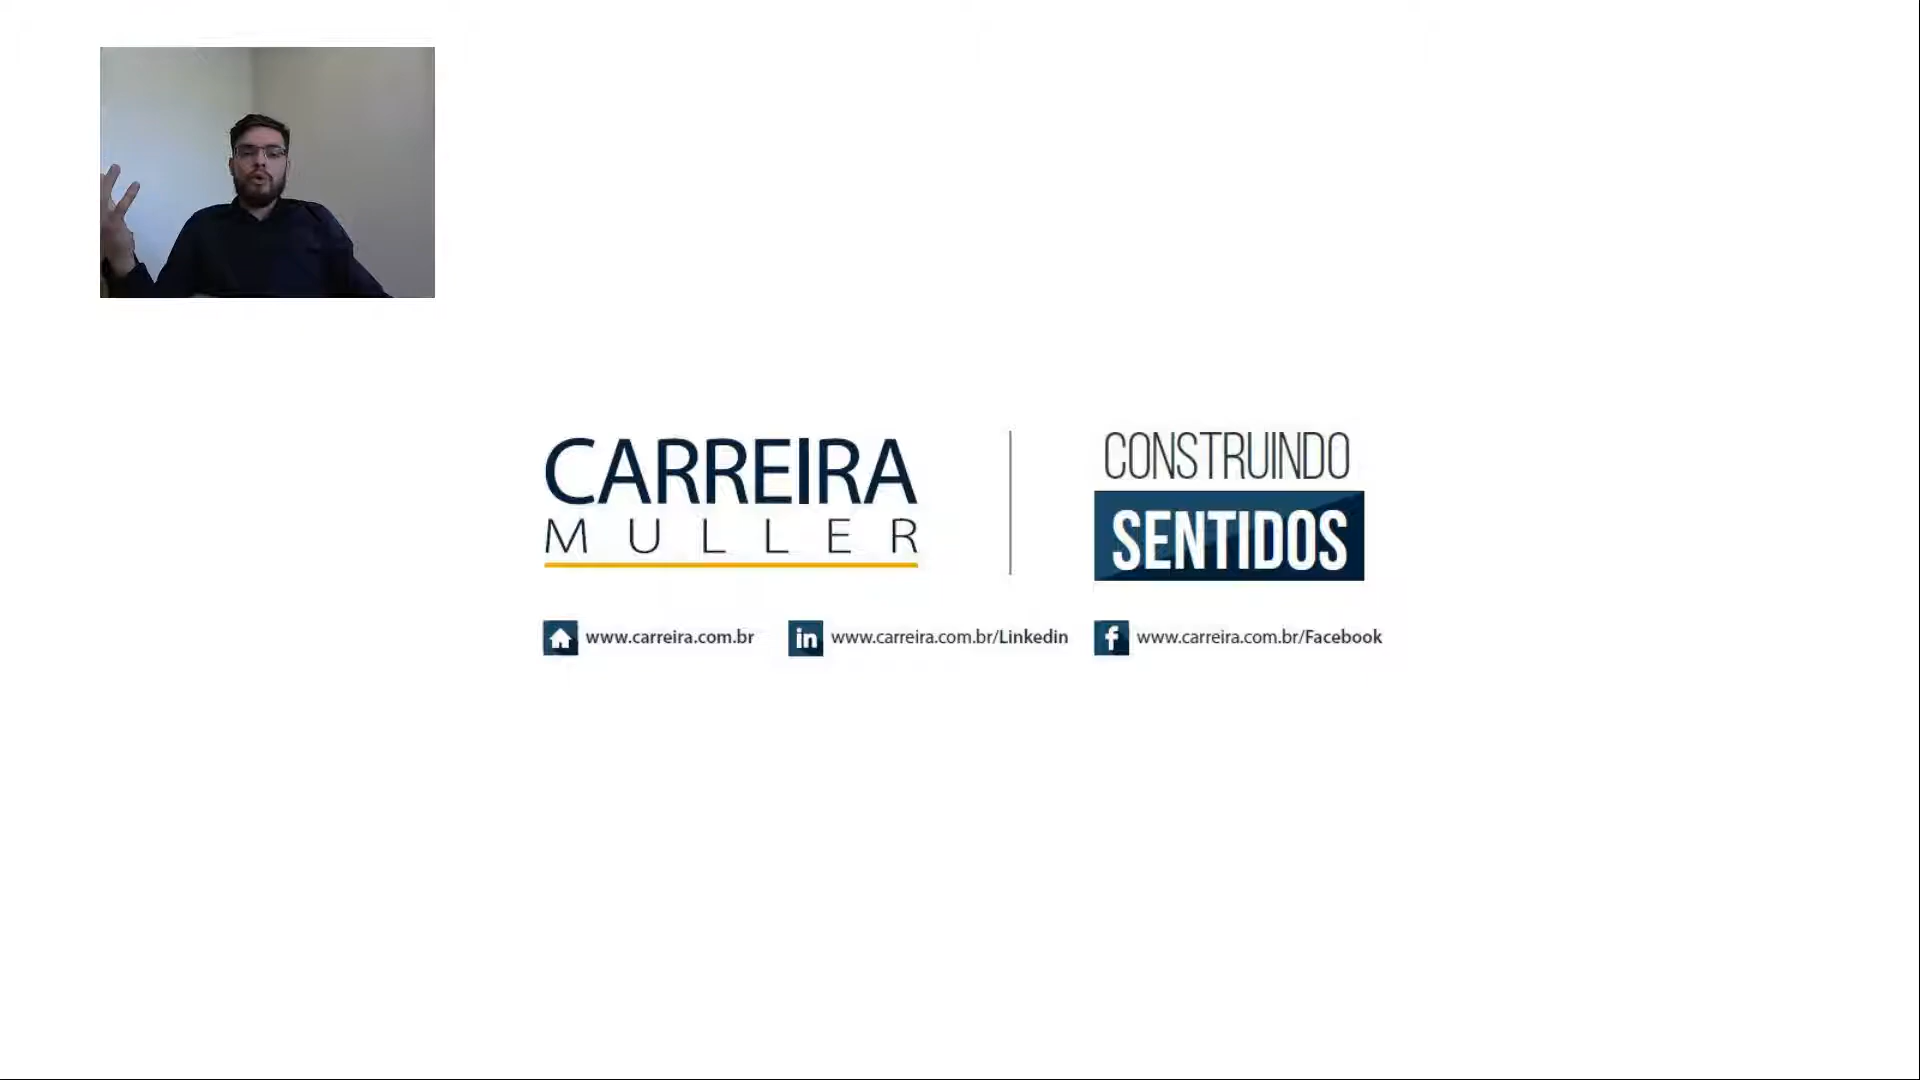 CARREIRA
MULLER
CONSTRUINDO
SENTIDOS
www.carreira.com.br
www.carreira.com.br/Linkedin
www.carreira.com.br/Facebook